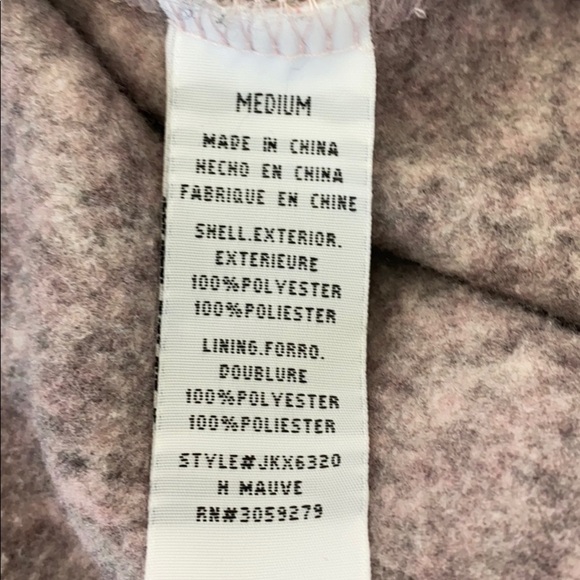 MEDIUM
MADE IN CHINA
HECHO EN CHINA
FABRIQUE EN CHINE
SHELL.EXTERIOR.
EXTERIEURE
100%POLYESTER
100%POLIESTER
LINING.FORRO.
DOUBLURE
100%POLYESTER
100%POLIESTER
STYLE#JKX6320
H MAUVE
RN#3059279